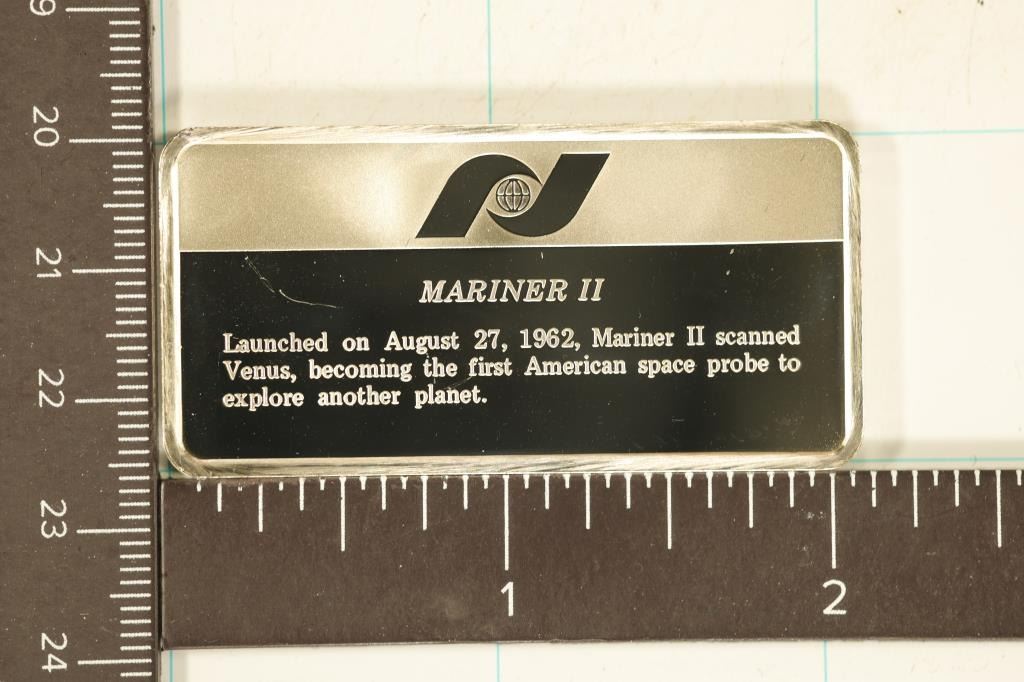 9
20
21
22
23
24
MARINER II
Launched on August 27, 1962, Mariner II scanned
Venus, becoming the first American space probe to
explore another planet.
1
2